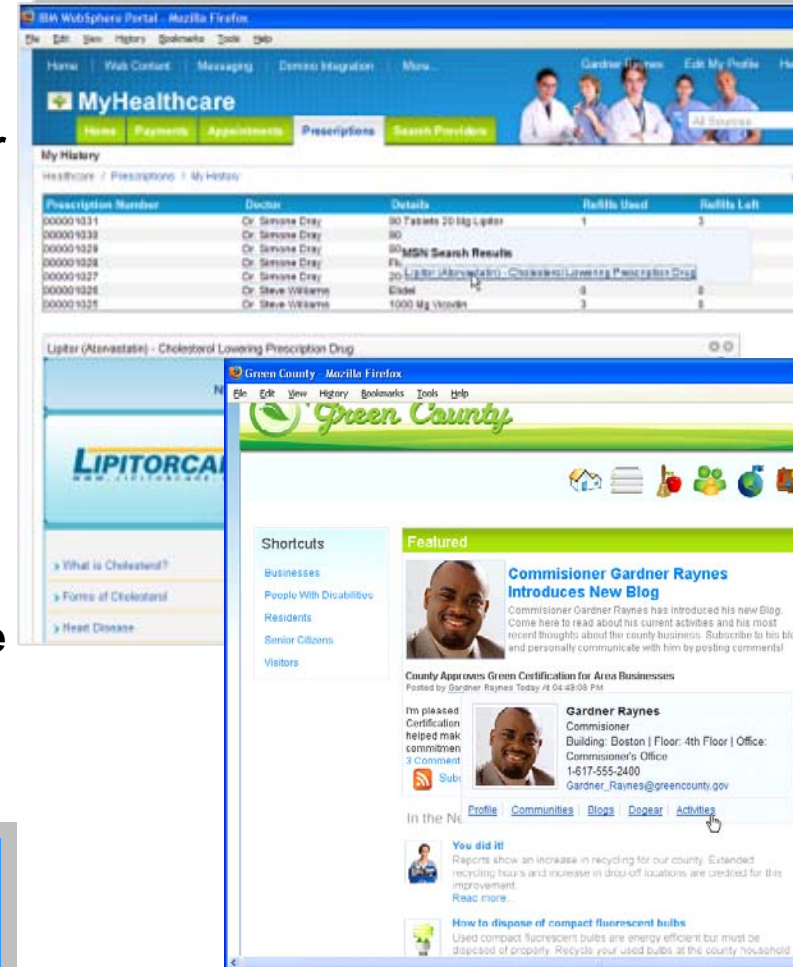 IBM WebSphere Portal - Mozilla Firefox
File Edit View History Bookmarks Tools Help
Home Web Content Messaging Domino Integration More...
Gardner Raynes Edit My Profile
MyHealthcare
All Sources
Home Payments Appointments Prescriptions Search Providers
r
My History
Healthcare / Prescriptions / My History
Prescription Number Doctor Details Refills Used Refills Left
000001031 Dr. Simone Dray 90 Tablets 20 Mg Lipitor 1 3
000001030 Dr. Simone Dray
000001029 Dr. Simone Dray
MSN Search Results
000001028 Dr. Simone Dray
000001027 Dr. Simone Dray
Lipitor (Atorvastatin) - Cholesterol Lowering Prescription Drug
000001026 Dr. Steve Williams
000001025 Dr. Steve Williams 1000 Mg Vicodin 3
Lipitor (Atorvastatin) - Cholesterol Lowering Prescription Drug
N
LIPITORCA
> What is Cholesterol?
> Forms of Cholesterol
> Heart Disease
e
Green County - Mozilla Firefox
File Edit View History Bookmarks Tools Help
Green County
Shortcuts
Businesses
People With Disabilities
Residents
Senior Citizens
Visitors
Featured
Commisioner Gardner Raynes
Introduces New Blog
Commisioner Gardner Raynes has introduced his new Blog.
Come here to read about his current activities and his most
recent thoughts about the county business. Subscribe to his blo
and personally communicate with him by posting comments!
County Approves Green Certification for Area Businesses
Posted by Gardner Raynes Today At 04:49:08 PM
I'm pleased
Certification
helped mak
commitmen
3 Comment
Subs
Gardner Raynes
Commisioner
Building: Boston | Floor: 4th Floor | Office:
Commisioner's Office
1-617-555-2400
Gardner_Raynes@greencounty.gov
Profile Communities Blogs Dogear Activities
In the Ne
You did it!
Reports show an increase in recycling for our county. Extended
recycling hours and increase in drop off locations are credited for this
improvement.
Read more...
How to dispose of compact fluorescent bulbs
Used compact fluorescent bulbs are energy efficient but must be
disposed of properly. Recycle your used bulbs at the county household